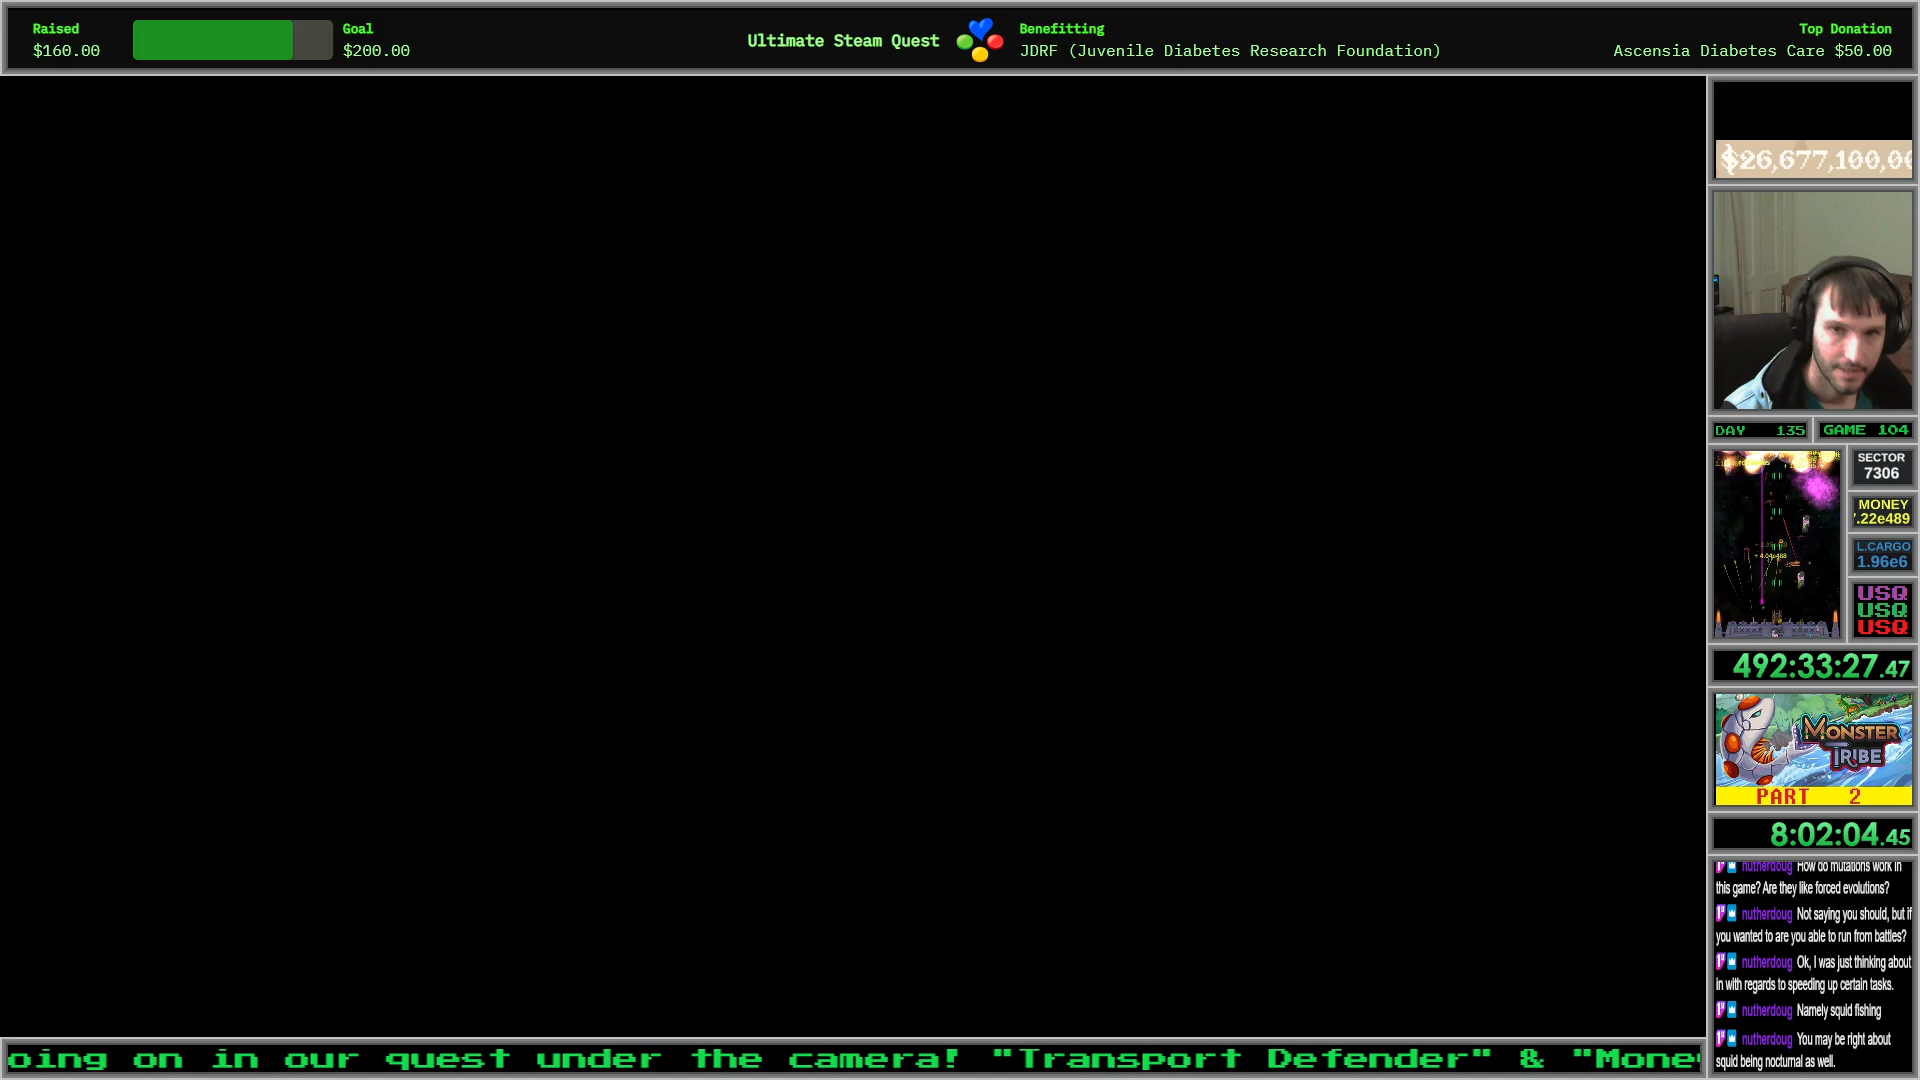 Raised
$160.00
Goal
$200.00
Ultimate Steam Quest
Benefitting
JDRF (Juvenile Diabetes Research Foundation)
Top Donation
Ascensia Diabetes Care $50.00
$26,677,100,0
DAY 135
GAME 104
SECTOR
7306
MONEY
.22e489
L.CARGO
1.96e6
USQ
USQ
USQ
492:33:27.47
MONSTER
TRIBE
PART 2
8:02:04.45
nutherdoug How do mutations work in
this game? Are they like forced evolutions?
nutherdoug Not saying you should, but if
you wanted to are you able to run from battles?
nutherdoug Ok, I was just thinking about
in with regards to speeding up certain tasks.
nutherdoug Namely squid fishing
nutherdoug You may be right about
squid being nocturnal as well.
oing on in our quest under the camera! "Transport Defender" & "Mone